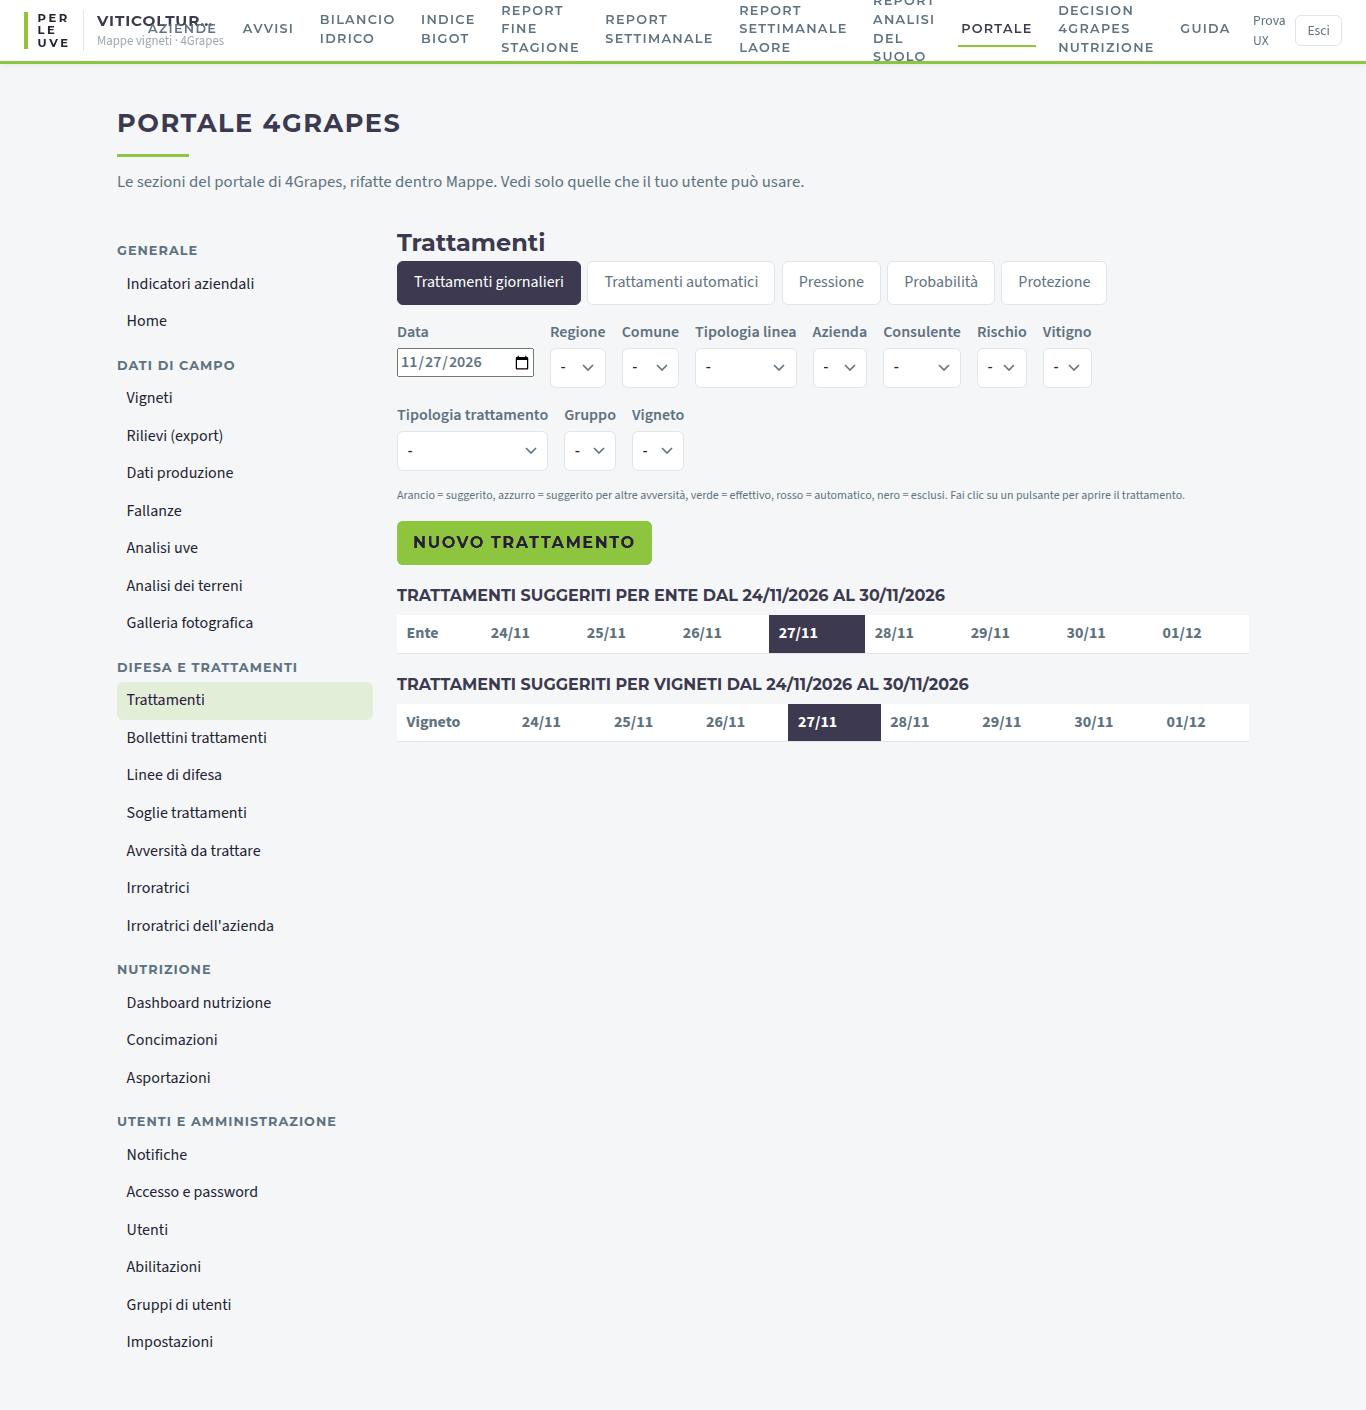 PER
LE
UVE
VITICOLTUR...
Mappe vigneti · 4Grapes
AZIENDE
AVVISI
BILANCIO
IDRICO
INDICE
BIGOT
REPORT
FINE
STAGIONE
REPORT
SETTIMANALE
REPORT
SETTIMANALE
LAORE
REPORT
ANALISI
DEL
SUOLO
PORTALE
DECISION
4GRAPES
NUTRIZIONE
GUIDA
Prova
UX
Esci
PORTALE 4GRAPES
Le sezioni del portale di 4Grapes, rifatte dentro Mappe. Vedi solo quelle che il tuo utente può usare.
GENERALE
Indicatori aziendali
Home
DATI DI CAMPO
Vigneti
Rilievi (export)
Dati produzione
Fallanze
Analisi uve
Analisi dei terreni
Galleria fotografica
DIFESA E TRATTAMENTI
Trattamenti
Bollettini trattamenti
Linee di difesa
Soglie trattamenti
Avversità da trattare
Irroratrici
Irroratrici dell'azienda
NUTRIZIONE
Dashboard nutrizione
Concimazioni
Asportazioni
UTENTI E AMMINISTRAZIONE
Notifiche
Accesso e password
Utenti
Abilitazioni
Gruppi di utenti
Impostazioni
Trattamenti
Trattamenti giornalieri Trattamenti automatici Pressione Probabilità Protezione
Data Regione Comune Tipologia linea Azienda Consulente Rischio Vitigno
11/27/2026 - - - - - - -
Tipologia trattamento Gruppo Vigneto
- - -
Arancio = suggerito, azzurro = suggerito per altre avversità, verde = effettivo, rosso = automatico, nero = esclusi. Fai clic su un pulsante per aprire il trattamento.
NUOVO TRATTAMENTO
TRATTAMENTI SUGGERITI PER ENTE DAL 24/11/2026 AL 30/11/2026
Ente 24/11 25/11 26/11 27/11 28/11 29/11 30/11 01/12
TRATTAMENTI SUGGERITI PER VIGNETI DAL 24/11/2026 AL 30/11/2026
Vigneto 24/11 25/11 26/11 27/11 28/11 29/11 30/11 01/12